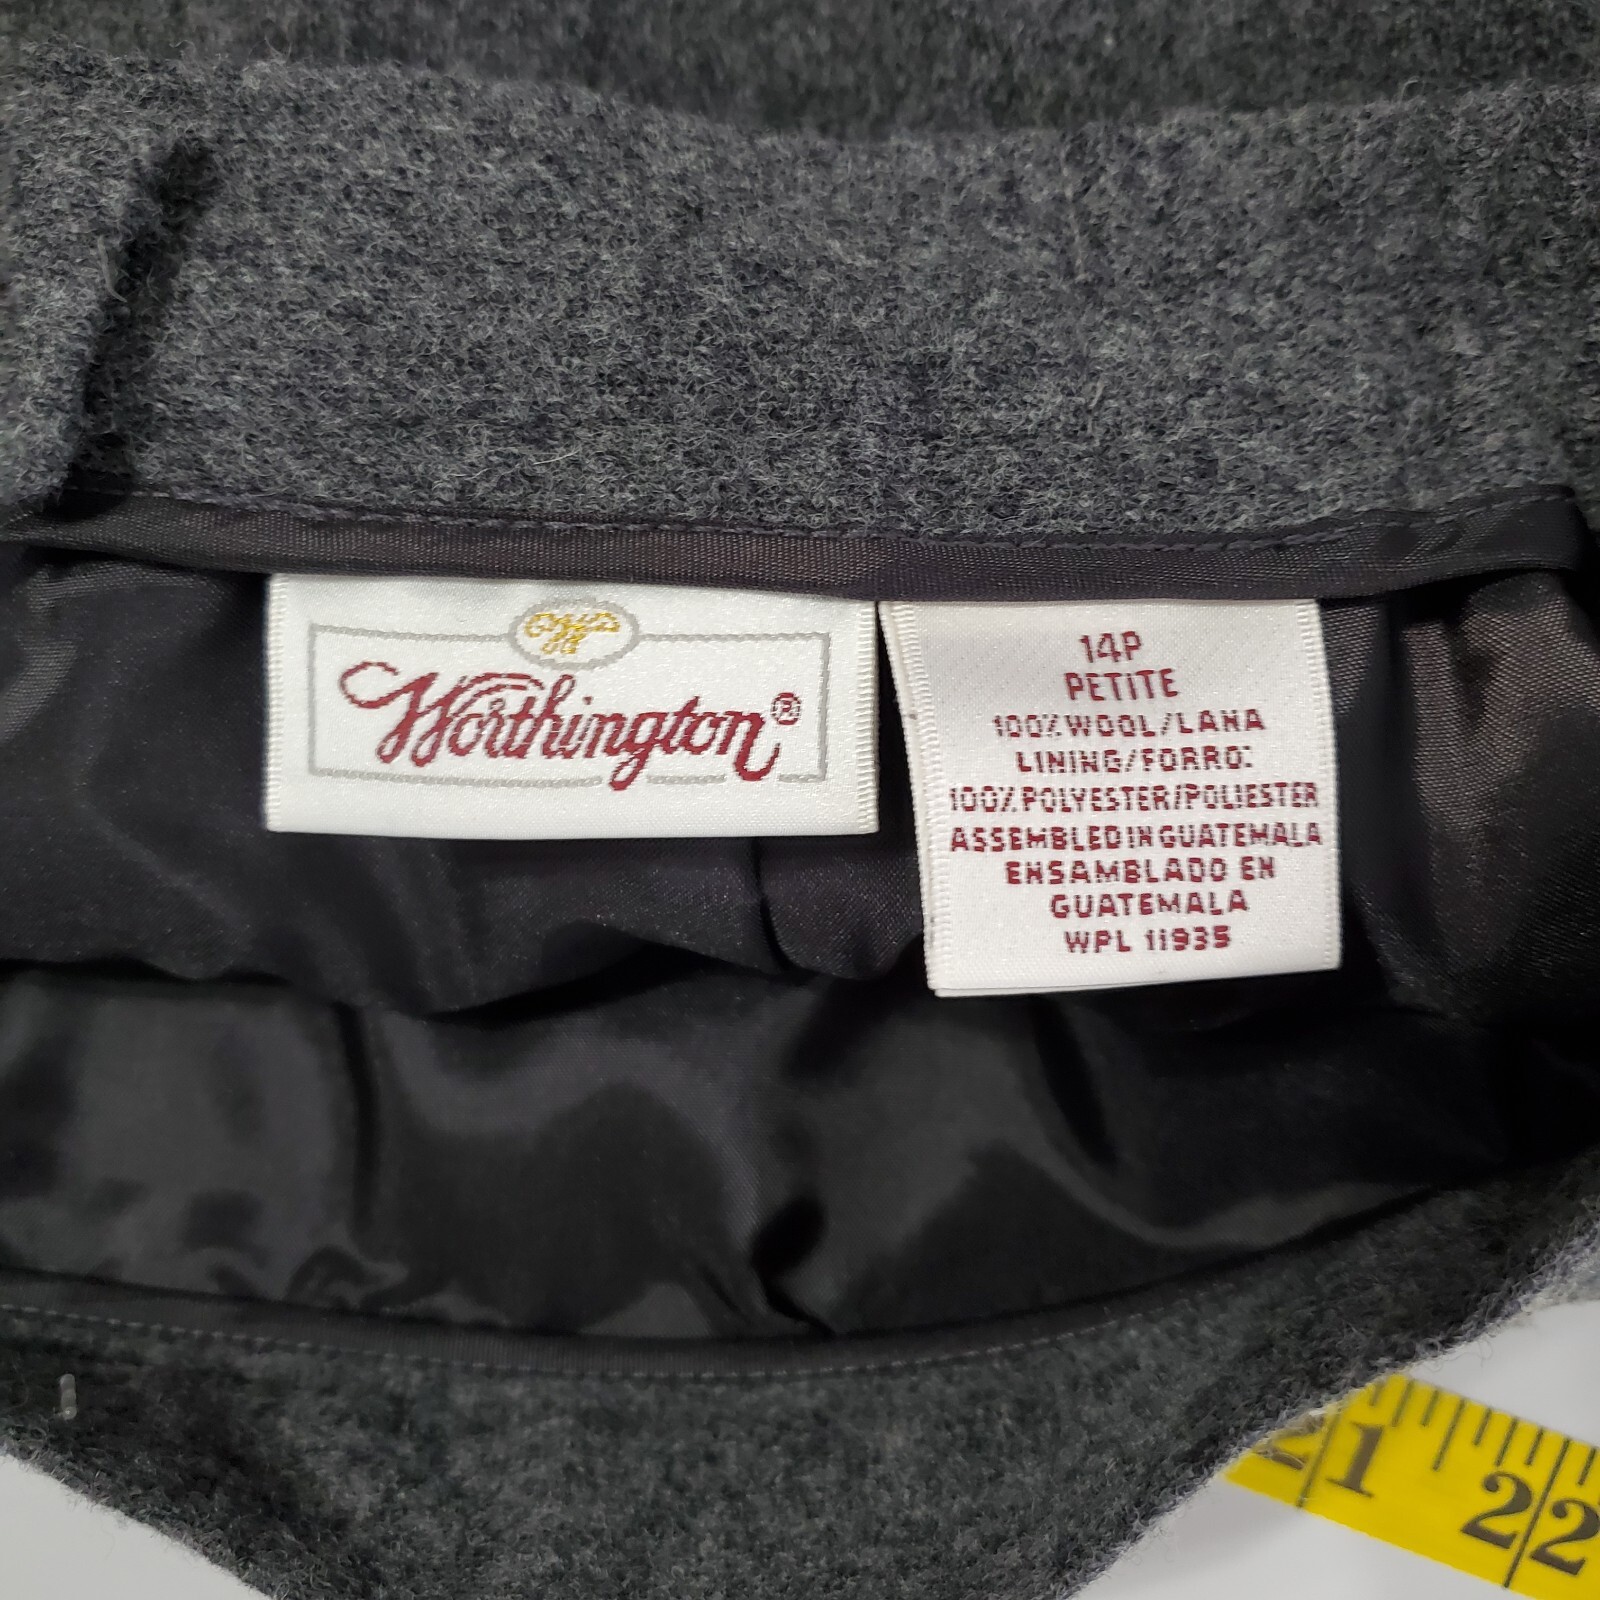 Worthington®
14P
PETITE
100% WOOL/LANA
LINING/FORRO:
100% POLYESTER/POLIESTER
ASSEMBLED IN GUATEMALA
ENSAMBLADO EN
GUATEMALA
WPL 11935
21
22